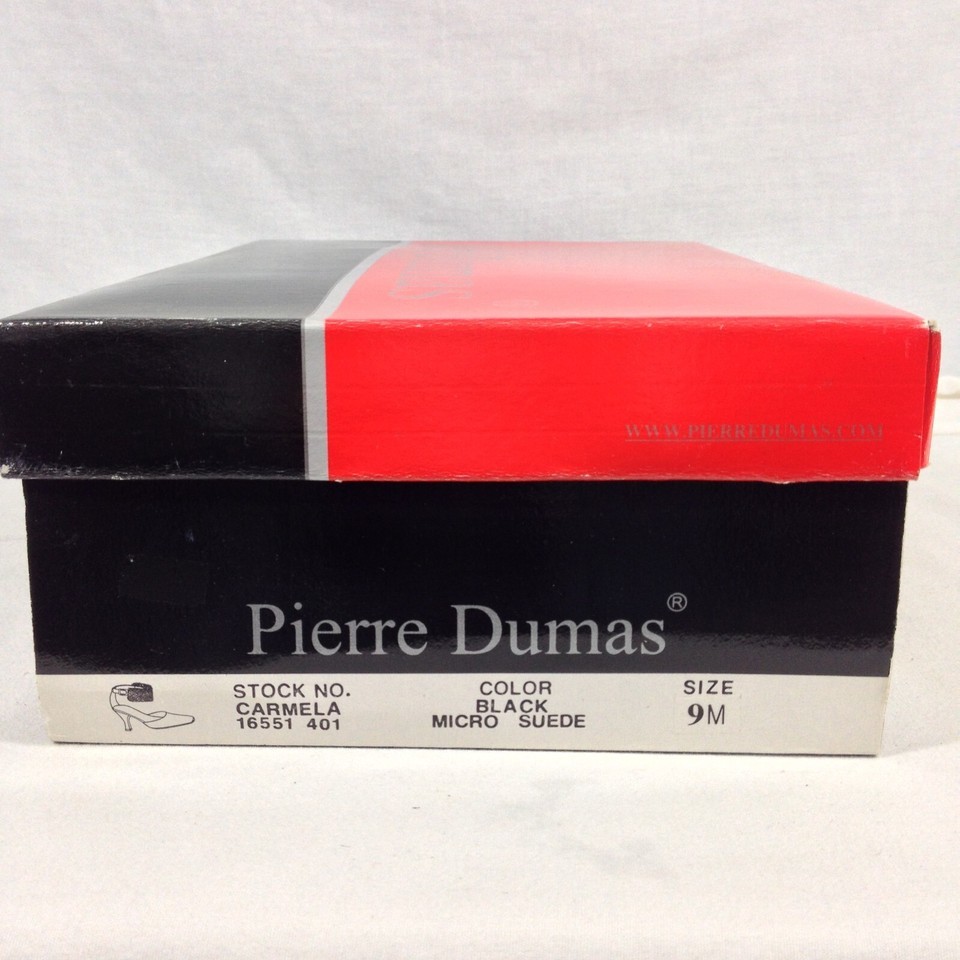 WWW.PIERREDUMAS.COM
Pierre Dumas®
STOCK NO.
CARMELA
16551 401
COLOR
BLACK
MICRO SUEDE
SIZE
9M